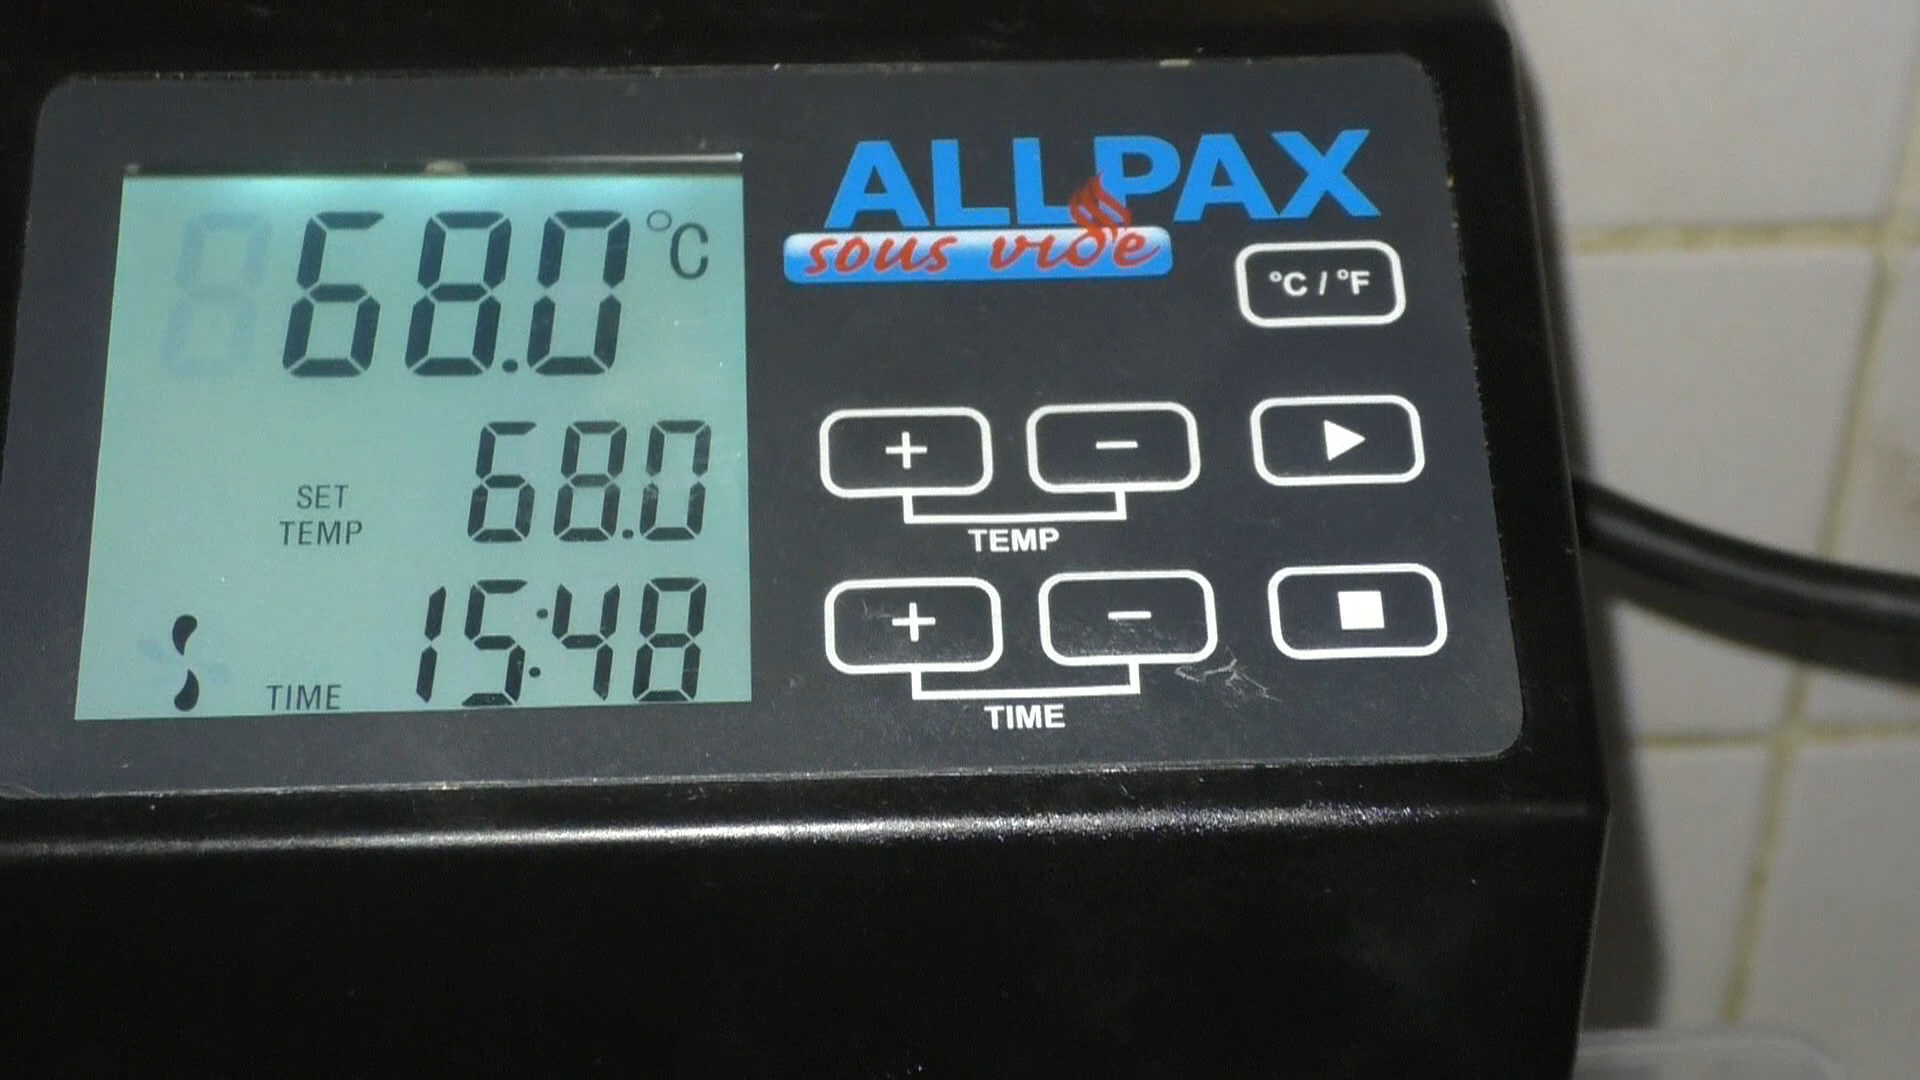 68.0 °C
SET TEMP 68.0
TIME 15:48
ALLPAX
sous vide
°C / °F
+ −
TEMP
+ −
TIME